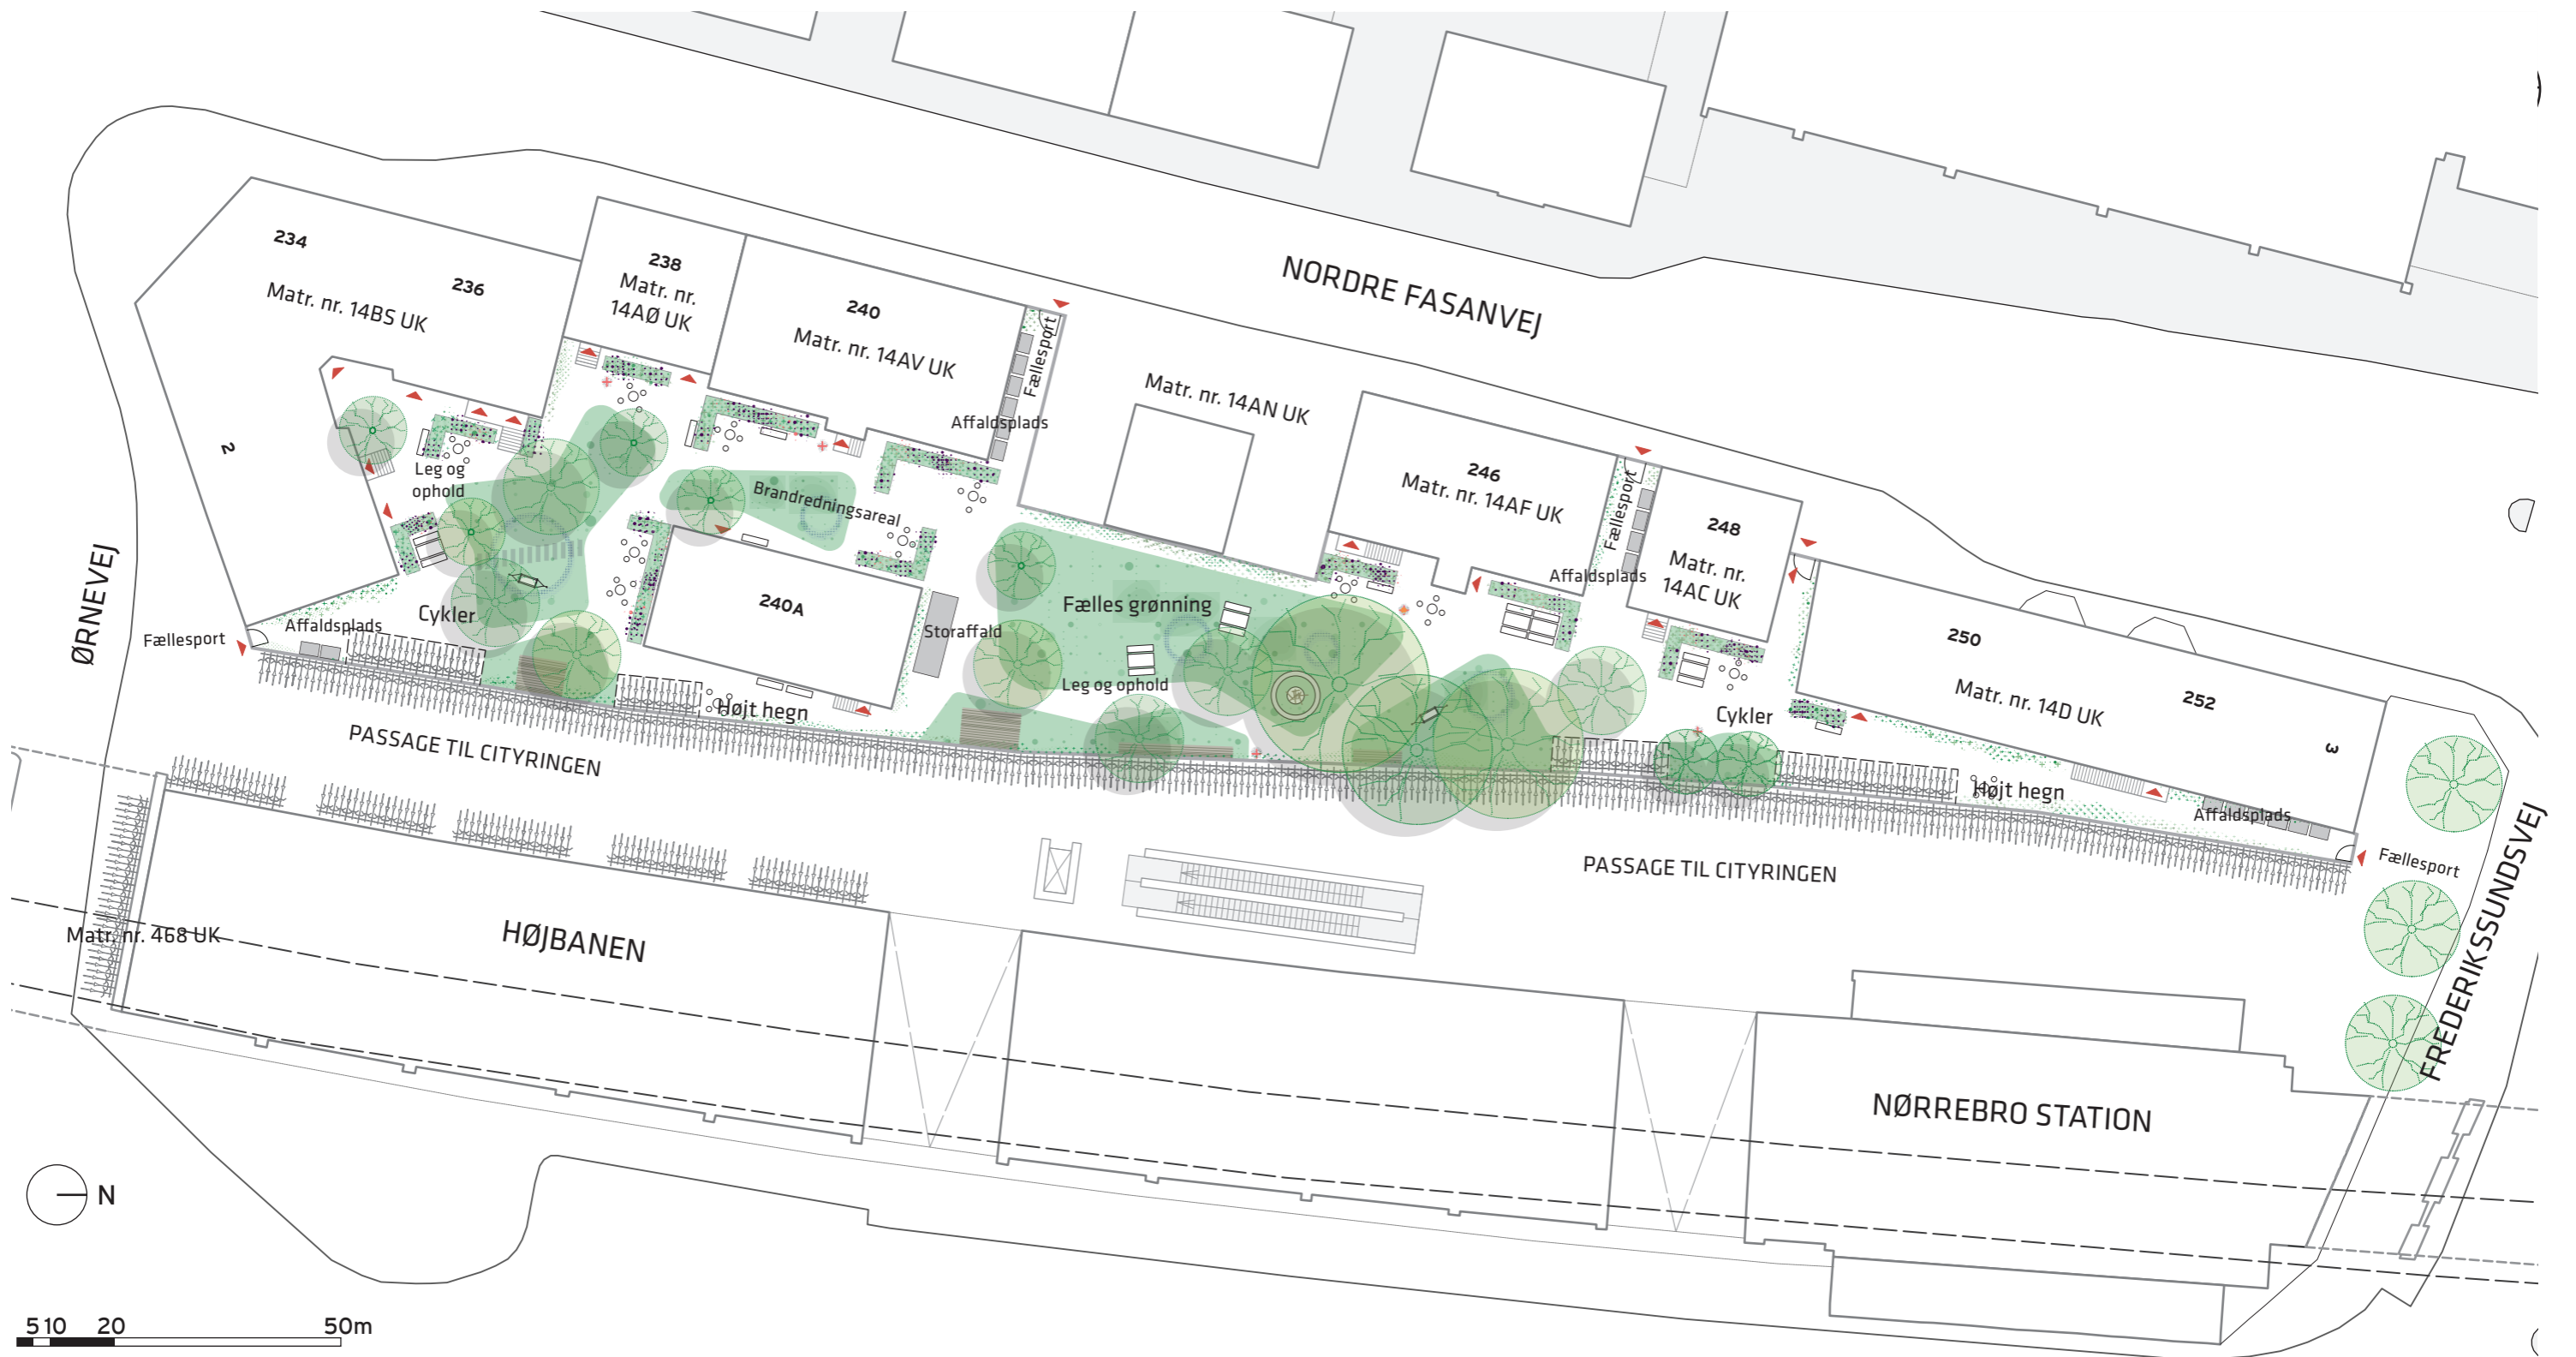 NORDRE FASANVEJ
234
236
Matr. nr. 14BS UK
2
238
Matr. nr.
14AØ UK
240
Matr. nr. 14AV UK
Fællesport
Affaldsplads
Matr. nr. 14AN UK
246
Matr. nr. 14AF UK
Fællesport
Affaldsplads
248
Matr. nr.
14AC UK
250
252
Matr. nr. 14D UK
3
Leg og
ophold
Brandredningsareal
240A
Storaffald
Fælles grønning
Leg og ophold
Cykler
Affaldsplads
Fællesport
ØRNEVEJ
Højt hegn
Cykler
Højt hegn
Affaldsplads
Fællesport
FREDERIKSSUNDSVEJ
PASSAGE TIL CITYRINGEN
PASSAGE TIL CITYRINGEN
Matr. nr. 468 UK
HØJBANEN
NØRREBRO STATION
N
5 10 20 50m